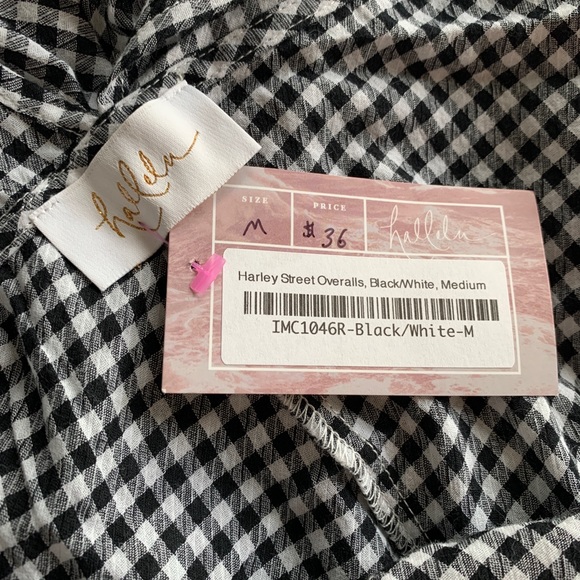 hallelu
SIZE
M
PRICE
$36
hallelu
Harley Street Overalls, Black/White, Medium
IMC1046R-Black/White-M